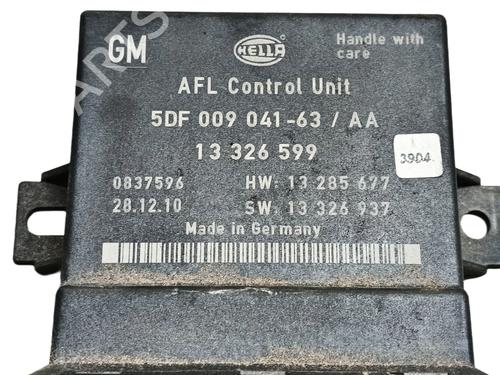 GM
HELLA
Handle with
care
AFL Control Unit
5DF 009 041-63 / AA
13 326 599
3904
0837596
HW: 13 285 677
28.12.10
SW: 13 326 937
Made in Germany